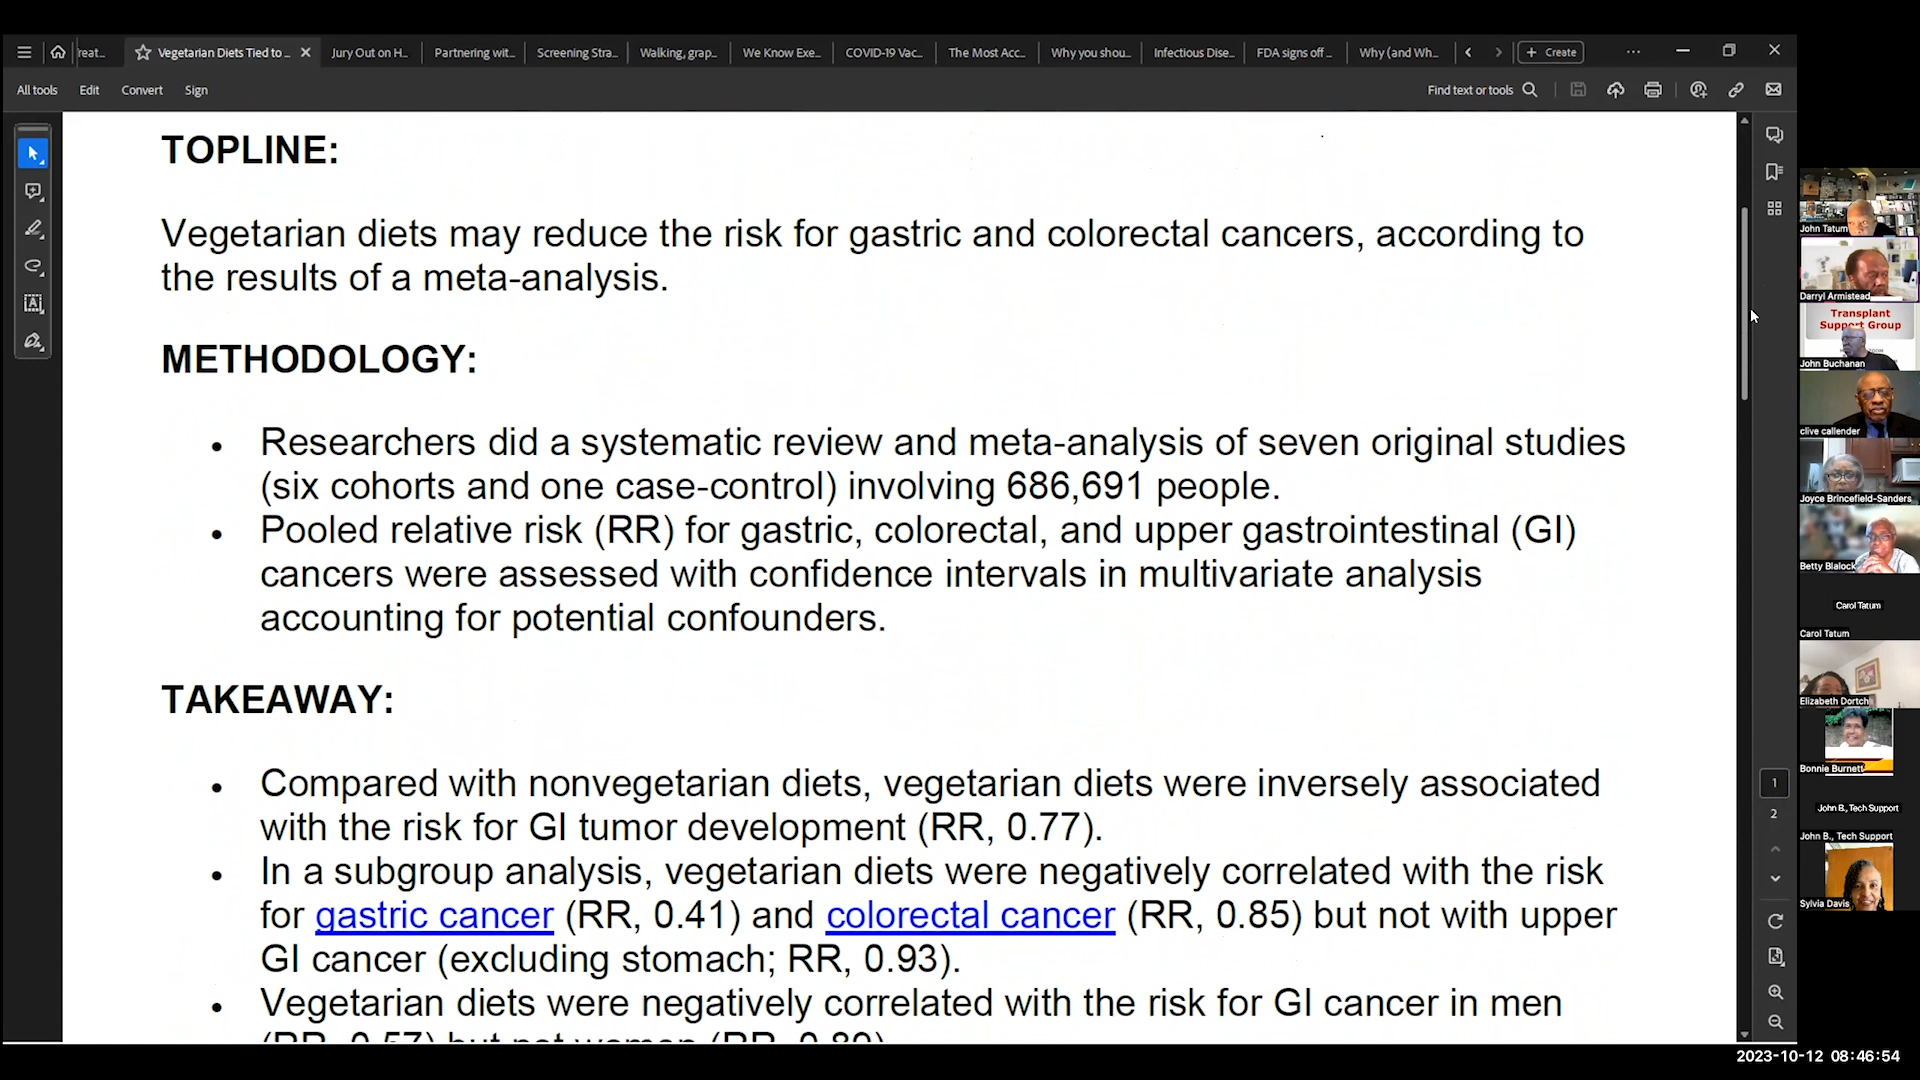 reat...
Vegetarian Diets Tied to ...
Jury Out on H...
Partnering wit...
Screening Stra...
Walking, grap...
We Know Exe...
COVID-19 Vac...
The Most Acc...
Why you shou...
Infectious Dise...
FDA signs off ...
Why (and Wh...
+ Create
All tools
Edit
Convert
Sign
Find text or tools
TOPLINE:
Vegetarian diets may reduce the risk for gastric and colorectal cancers, according to
the results of a meta-analysis.
METHODOLOGY:
• Researchers did a systematic review and meta-analysis of seven original studies
(six cohorts and one case-control) involving 686,691 people.
• Pooled relative risk (RR) for gastric, colorectal, and upper gastrointestinal (GI)
cancers were assessed with confidence intervals in multivariate analysis
accounting for potential confounders.
TAKEAWAY:
• Compared with nonvegetarian diets, vegetarian diets were inversely associated
with the risk for GI tumor development (RR, 0.77).
• In a subgroup analysis, vegetarian diets were negatively correlated with the risk
for gastric cancer (RR, 0.41) and colorectal cancer (RR, 0.85) but not with upper
GI cancer (excluding stomach; RR, 0.93).
• Vegetarian diets were negatively correlated with the risk for GI cancer in men
(RR, 0.57) but not women (RR, 0.89).
1
2
John Tatum
Darryl Armistead
Transplant
Support Group
John Buchanan
clive callender
Joyce Brincefield-Sanders
Betty Blalock
Carol Tatum
Carol Tatum
Elizabeth Dortch
Bonnie Burnett
John B., Tech Support
John B., Tech Support
Sylvia Davis
2023-10-12 08:46:54